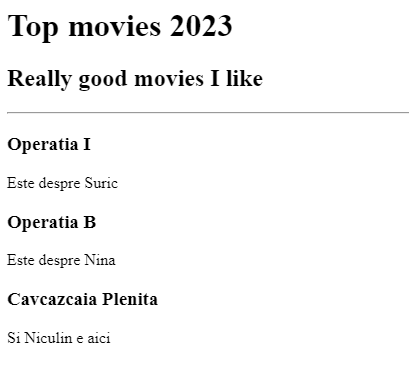 Top movies 2023
Really good movies I like
Operatia I
Este despre Suric
Operatia B
Este despre Nina
Cavcazcaia Plenita
Si Niculin e aici